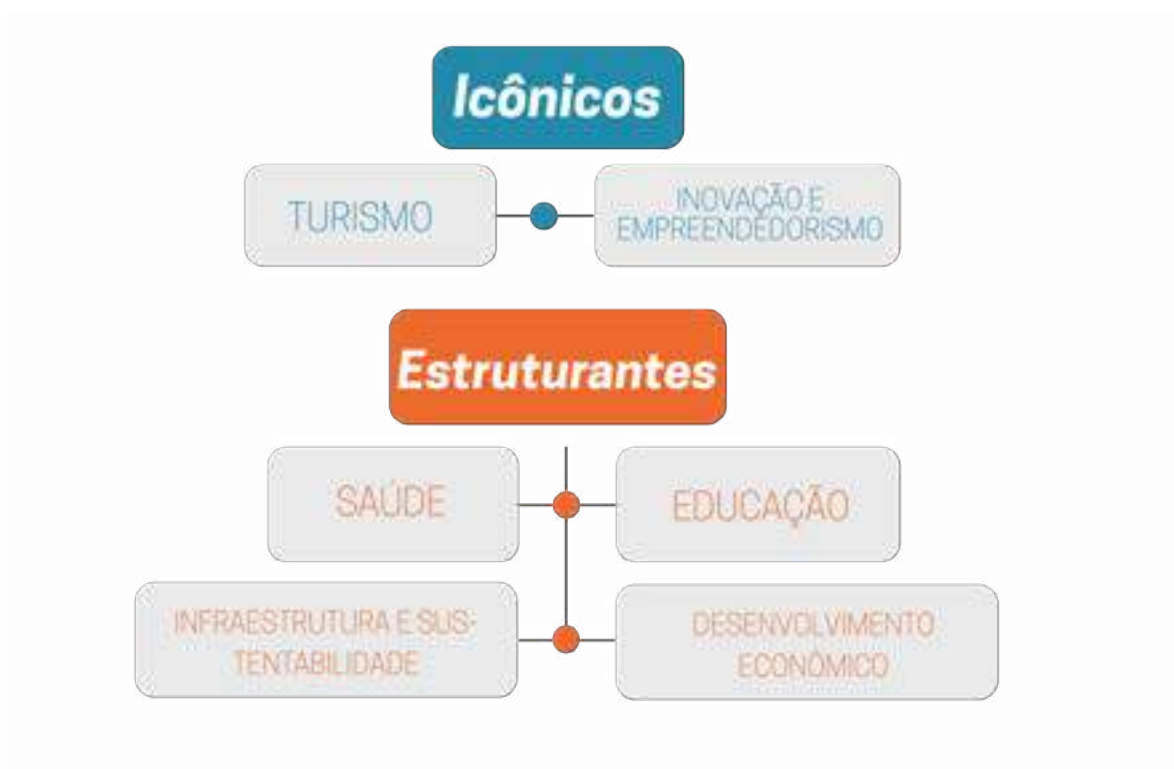 Icônicos
TURISMO
INOVAÇÃO E
EMPREENDEDORISMO
Estruturantes
SAÚDE
EDUCAÇÃO
INFRAESTRUTURA E SUS-
TENTABILIDADE
DESENVOLVIMENTO
ECONÔMICO